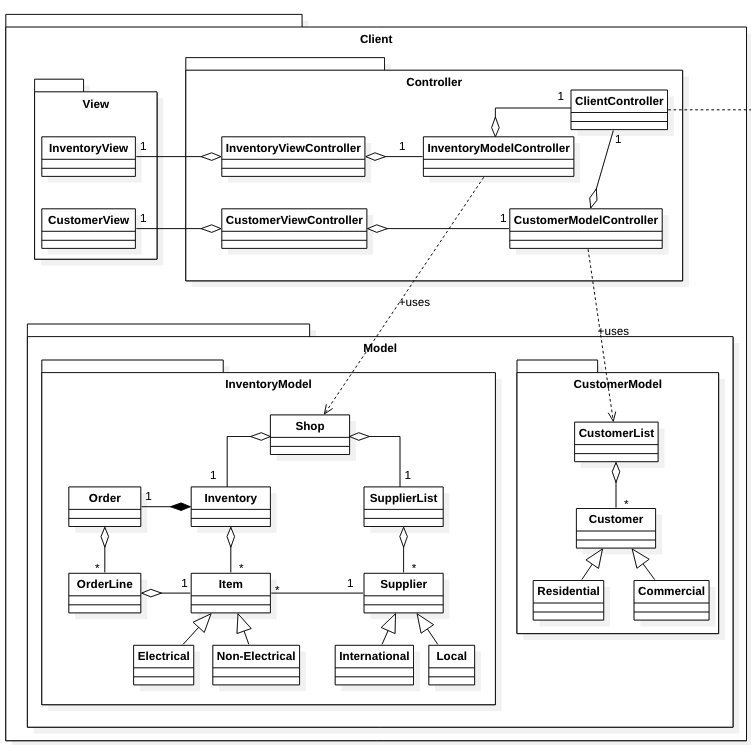 Client
Controller
View
1
ClientController
InventoryView
1
InventoryViewController
1
InventoryModelController
1
CustomerView
1
CustomerViewController
1
CustomerModelController
+uses
+uses
Model
InventoryModel
CustomerModel
Shop
CustomerList
1
1
Order
1
Inventory
SupplierList
*
Customer
*
*
*
OrderLine
1
Item
*
1
Supplier
Residential
Commercial
Electrical
Non-Electrical
International
Local